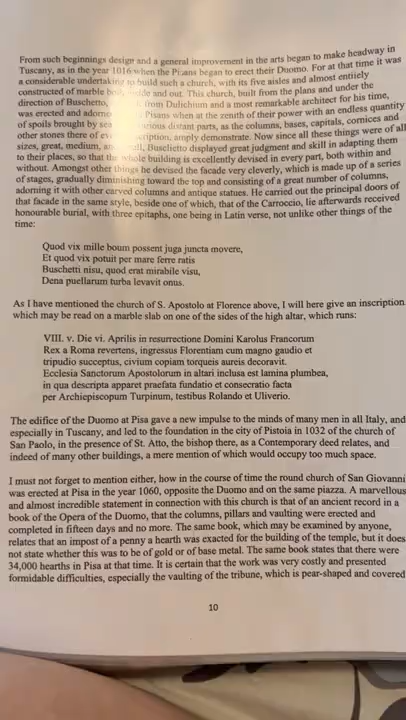 From such beginnings design and a general improvement in the arts began to make headway in
Tuscany, as in the year 1016 when the Pisans began to erect their Duomo. For at that time it was
a considerable undertaking to build such a church, with its five aisles and almost entiiely
constructed of marble both inside and out. This church, built from the plans and under the
direction of Buschetto, from Dulichium and a most remarkable architect for his time,
was erected and adorned Pisans when at the zenith of their power with an endless quantity
of spoils brought by sea various distant parts, as the columns, bases, capitals, cornices and
other stones there of every description, amply demonstrate. Now since all these things were of all
sizes, great, medium, and small, Buschetto displayed great judgment and skill in adapting them
to their places, so that the whole building is excellently devised in every part, both within and
without. Amongst other things he devised the facade very cleverly, which is made up of a series
of stages, gradually diminishing toward the top and consisting of a great number of columns,
adorning it with other carved columns and antique statues. He carried out the principal doors of
that facade in the same style, beside one of which, that of the Carroccio, lie afterwards received
honourable burial, with three epitaphs, one being in Latin verse, not unlike other things of the
time:
Quod vix mille boum possent juga juncta movere,
Et quod vix potuit per mare ferre ratis
Buschetti nisu, quod erat mirabile visu,
Dena puellarum turba levavit onus.
As I have mentioned the church of S. Apostolo at Florence above, I will here give an inscription
which may be read on a marble slab on one of the sides of the high altar, which runs:
VIII. v. Die vi. Aprilis in resurrectione Domini Karolus Francorum
Rex a Roma revertens, ingressus Florentiam cum magno gaudio et
tripudio succeptus, civium copiam torqueis aureis decoravit.
Ecclesia Sanctorum Apostolorum in altari inclusa est lamina plumbea,
in qua descripta apparet praefata fundatio et consecratio facta
per Archiepiscopum Turpinum, testibus Rolando et Uliverio.
The edifice of the Duomo at Pisa gave a new impulse to the minds of many men in all Italy, and
especially in Tuscany, and led to the foundation in the city of Pistoia in 1032 of the church of
San Paolo, in the presence of St. Atto, the bishop there, as a Contemporary deed relates, and
indeed of many other buildings, a mere mention of which would occupy too much space.
I must not forget to mention either, how in the course of time the round church of San Giovanni
was erected at Pisa in the year 1060, opposite the Duomo and on the same piazza. A marvellous
and almost incredible statement in connection with this church is that of an ancient record in a
book of the Opera of the Duomo, that the columns, pillars and vaulting were erected and
completed in fifteen days and no more. The same book, which may be examined by anyone,
relates that an impost of a penny a hearth was exacted for the building of the temple, but it does
not state whether this was to be of gold or of base metal. The same book states that there were
34,000 hearths in Pisa at that time. It is certain that the work was very costly and presented
formidable difficulties, especially the vaulting of the tribune, which is pear-shaped and covered
10